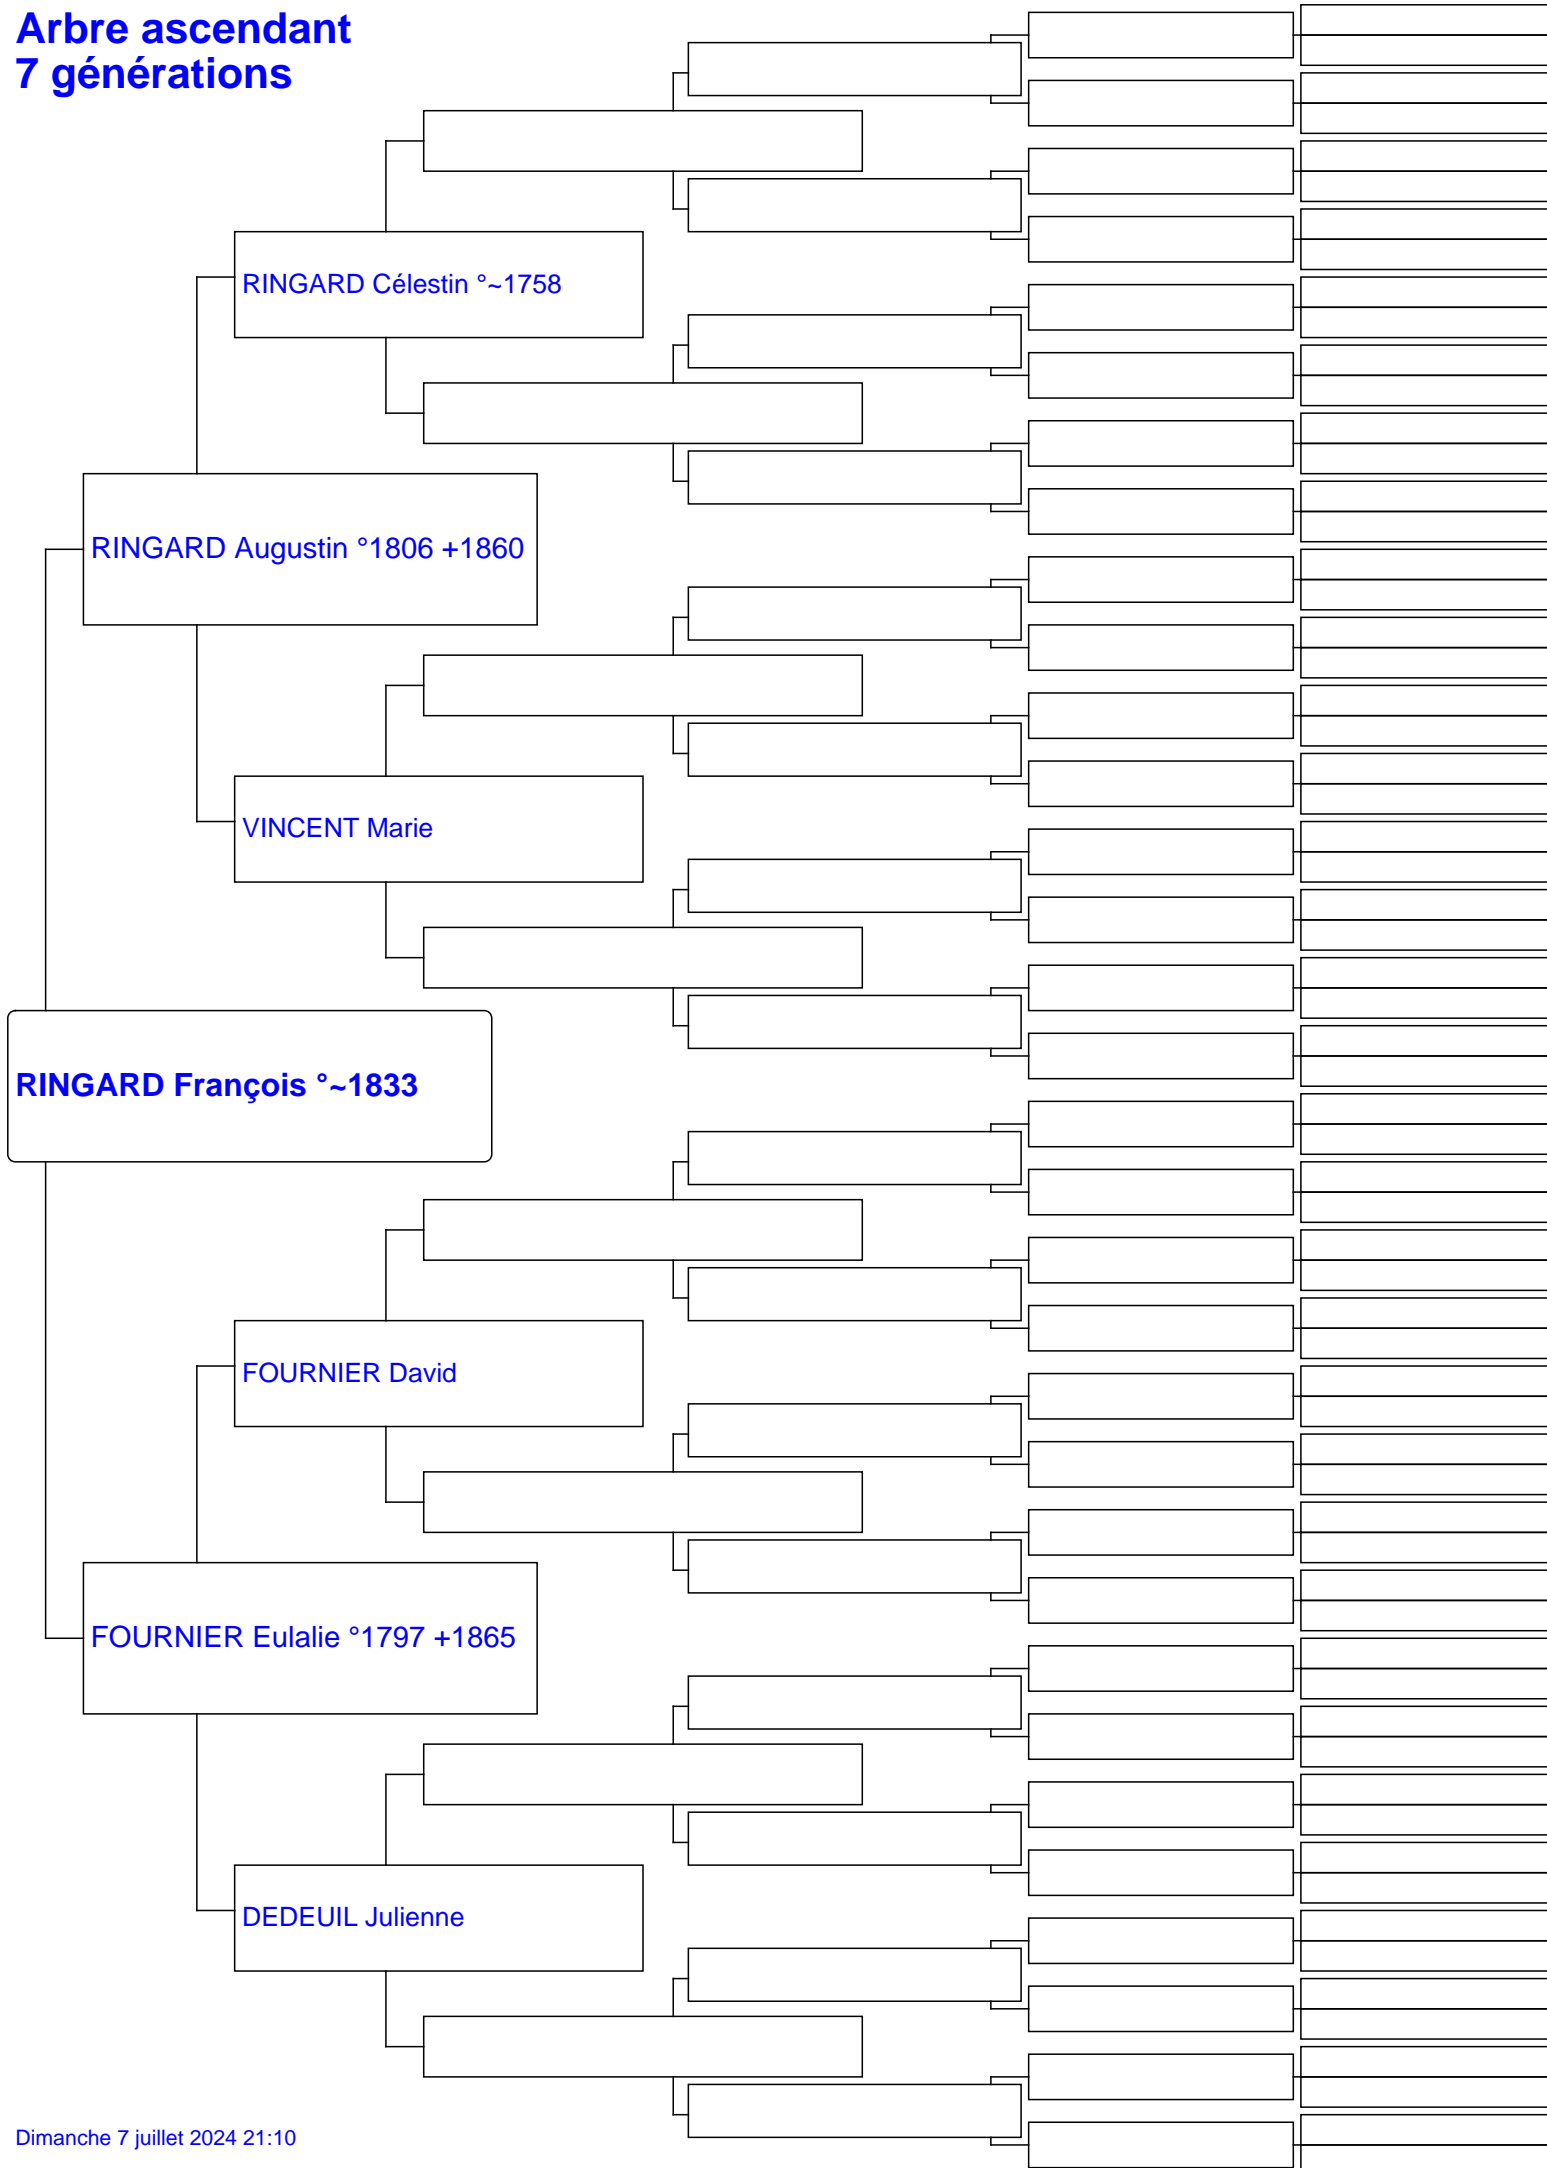 Arbre ascendant
7 générations
RINGARD Célestin °~1758
RINGARD Augustin °1806 +1860
VINCENT Marie
RINGARD François °~1833
FOURNIER David
FOURNIER Eulalie °1797 +1865
DEDEUIL Julienne
Dimanche 7 juillet 2024 21:10